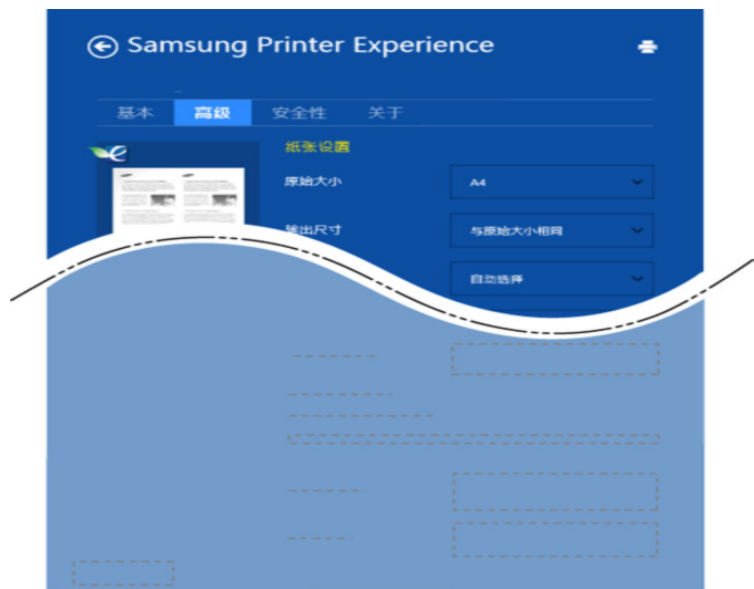 Samsung Printer Experience
基本 高级 安全性 关于
纸张设置
原始大小 A4
输出尺寸 与原始大小相同
自动选择